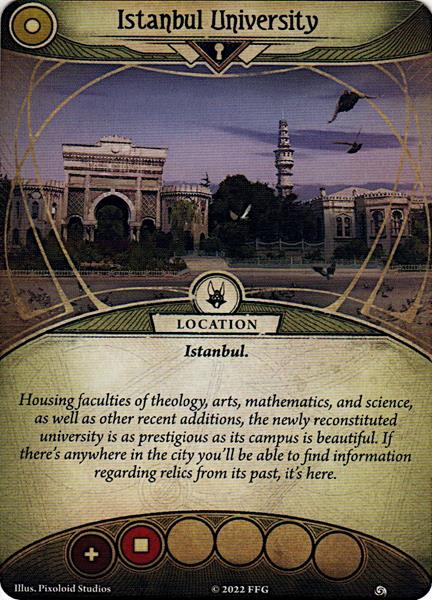 Istanbul University
LOCATION
Istanbul.
Housing faculties of theology, arts, mathematics, and science,
as well as other recent additions, the newly reconstituted
university is as prestigious as its campus is beautiful. If
there's anywhere in the city you'll be able to find information
regarding relics from its past, it's here.
Illus. Pixoloid Studios
© 2022 FFG